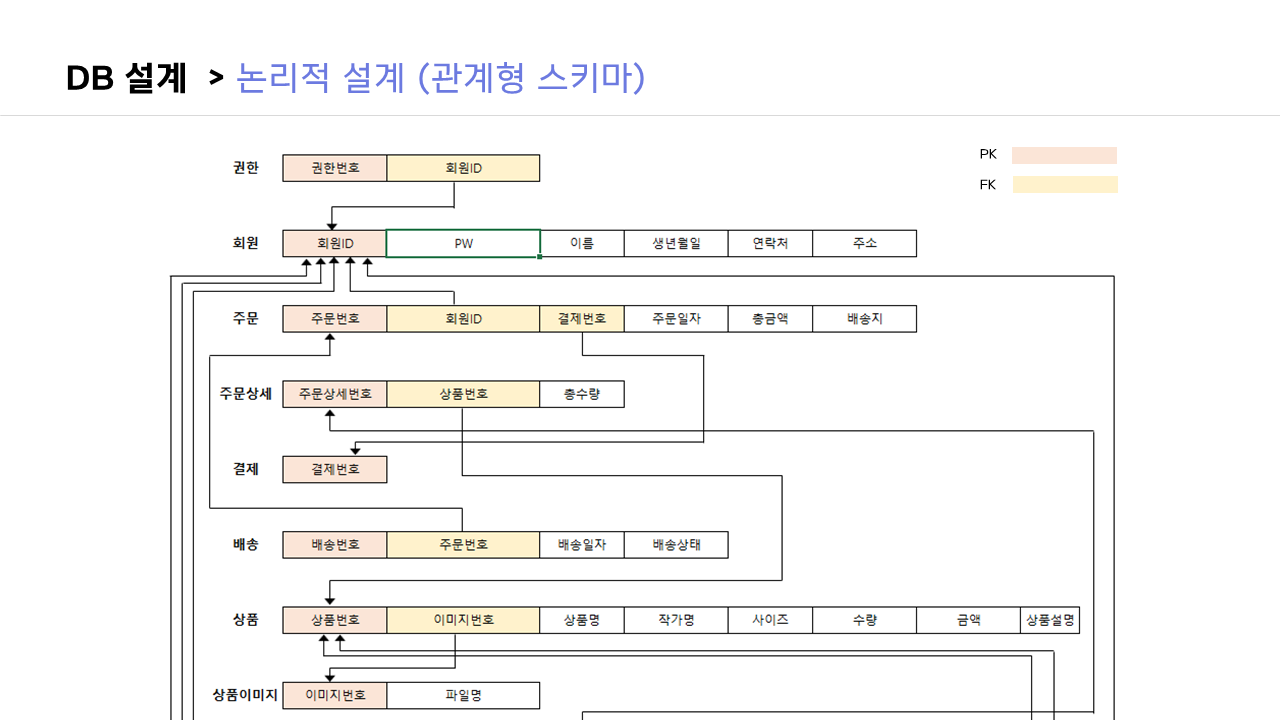 DB 설계 > 논리적 설계 (관계형 스키마)
PK
FK
권한 권한번호 회원ID
회원 회원ID PW 이름 생년월일 연락처 주소
주문 주문번호 회원ID 결제번호 주문일자 총금액 배송지
주문상세 주문상세번호 상품번호 총수량
결제 결제번호
배송 배송번호 주문번호 배송일자 배송상태
상품 상품번호 이미지번호 상품명 작가명 사이즈 수량 금액 상품설명
상품이미지 이미지번호 파일명